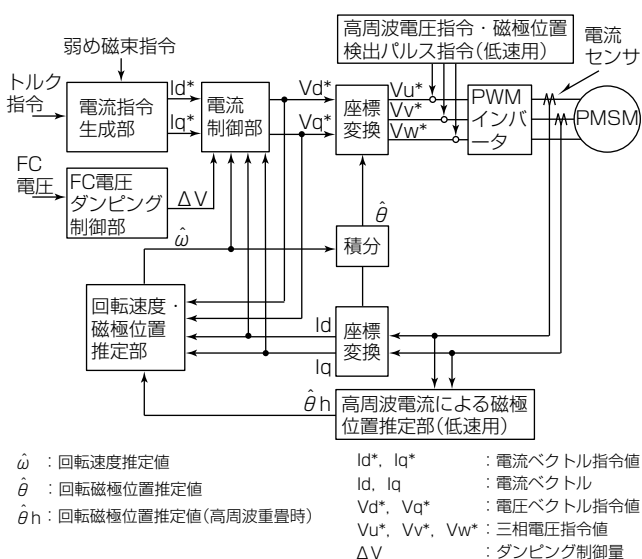 弱め磁束指令
高周波電圧指令・磁極位置
検出パルス指令(低速用)
電流
センサ
トルク
指令
電流指令
生成部
Id*
Iq*
電流
制御部
Vd*
Vq*
座標
変換
Vu*
Vv*
Vw*
PWM
インバ
ータ
PMSM
FC
電圧
FC電圧
ダンピング
制御部
ΔV
ω̂
θ̂
積分
回転速度・
磁極位置
推定部
Id
Iq
座標
変換
θ̂h
高周波電流による磁極
位置推定部(低速用)
ω̂ :回転速度推定値
θ̂ :回転磁極位置推定値
θ̂h:回転磁極位置推定値(高周波重畳時)
Id*, Iq* :電流ベクトル指令値
Id, Iq :電流ベクトル
Vd*, Vq* :電圧ベクトル指令値
Vu*, Vv*, Vw*:三相電圧指令値
ΔV :ダンピング制御量